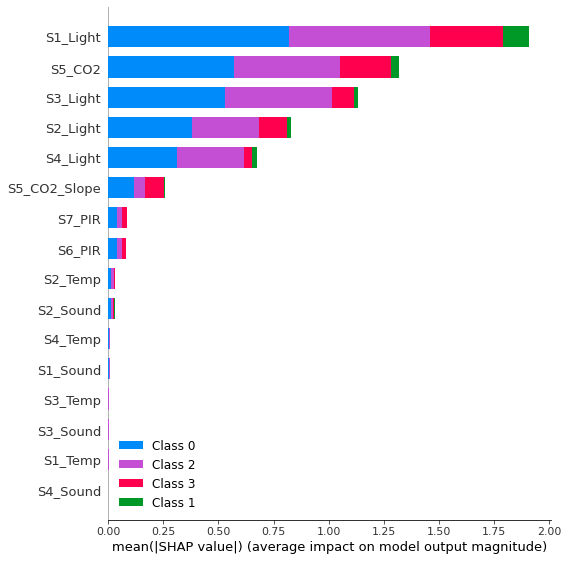 S1_Light
S5_CO2
S3_Light
S2_Light
S4_Light
S5_CO2_Slope
S7_PIR
S6_PIR
S2_Temp
S2_Sound
S4_Temp
S1_Sound
S3_Temp
S3_Sound
S1_Temp
S4_Sound
Class 0
Class 2
Class 3
Class 1
0.00 0.25 0.50 0.75 1.00 1.25 1.50 1.75 2.00
mean(|SHAP value|) (average impact on model output magnitude)